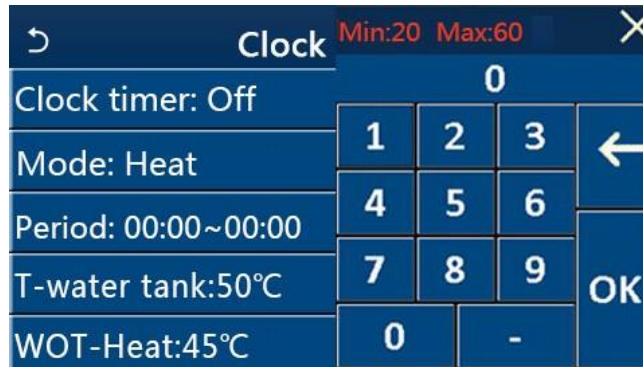 Clock
Min:20 Max:60
Clock timer: Off
Mode: Heat
Period: 00:00~00:00
T-water tank:50℃
WOT-Heat:45℃
0
1 2 3
4 5 6
7 8 9
0 -
OK